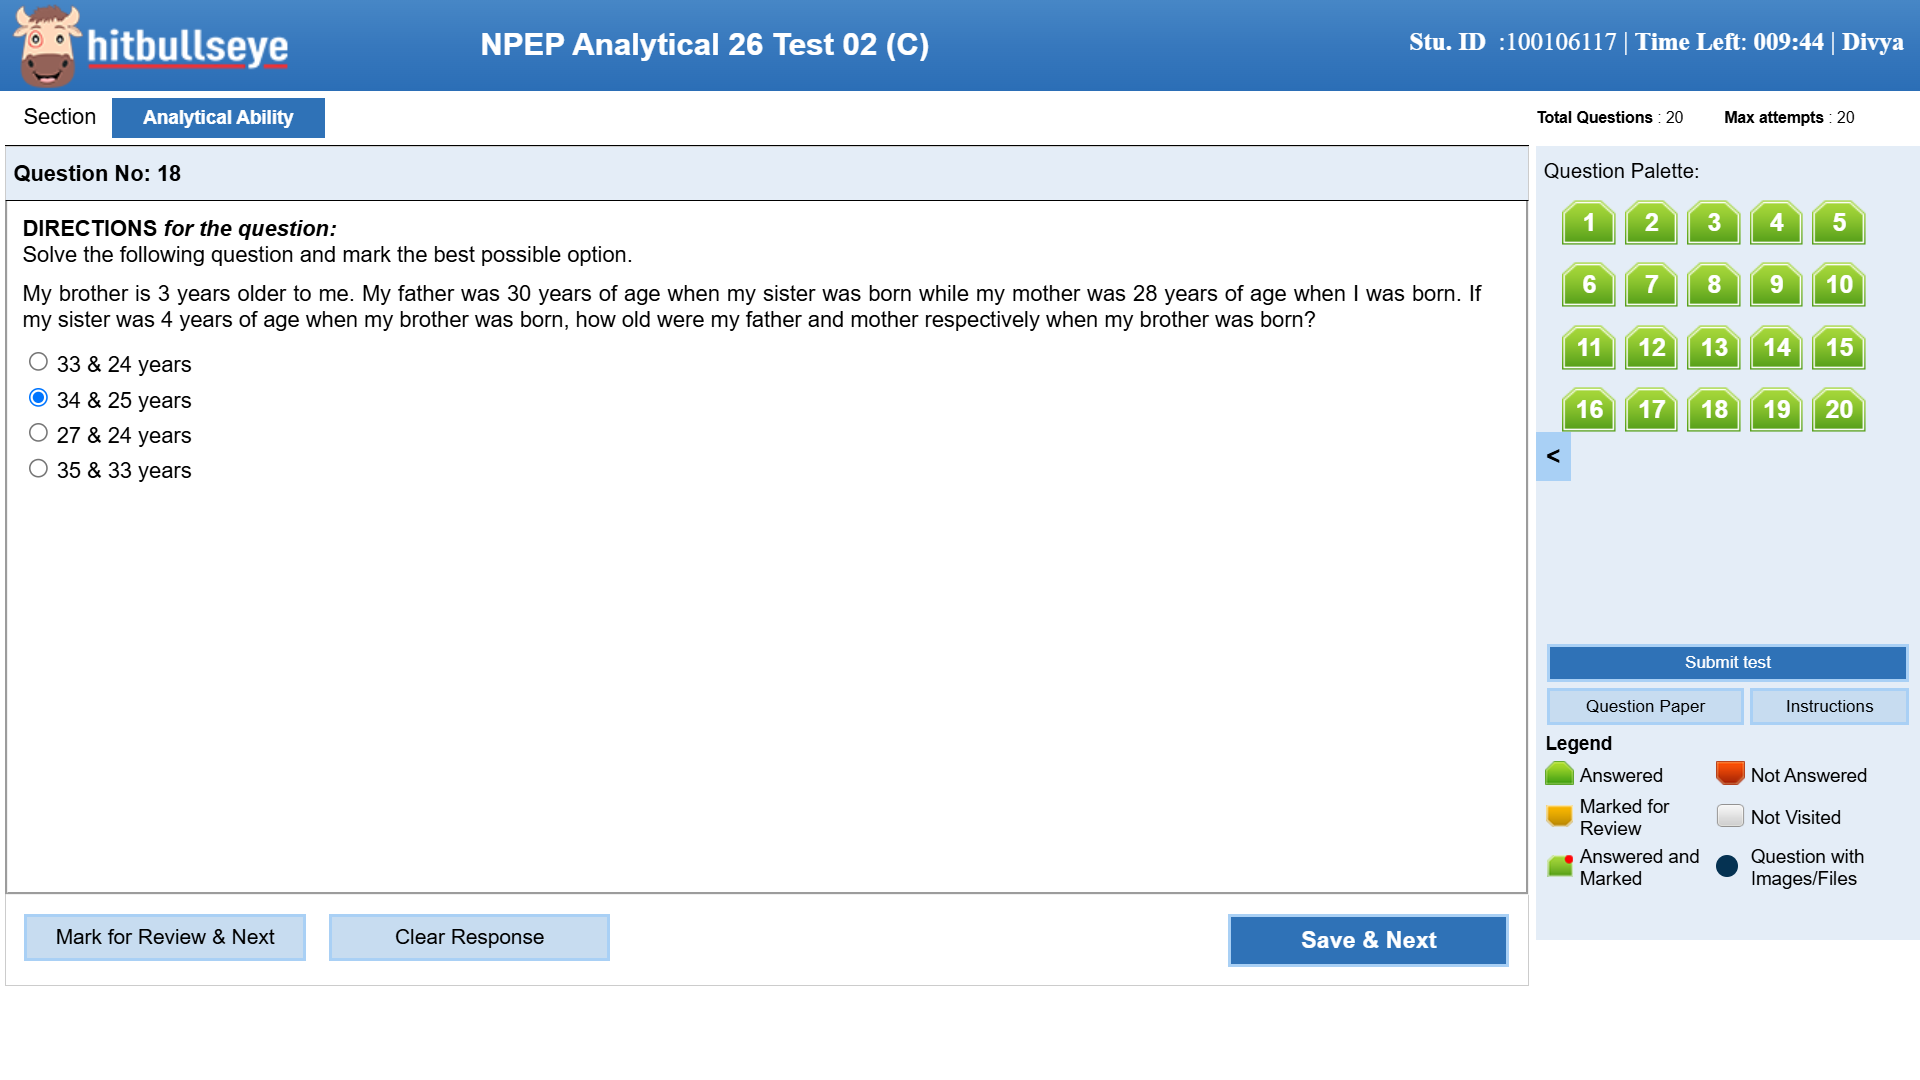 hitbullseye
NPEP Analytical 26 Test 02 (C)
Stu. ID :100106117 | Time Left: 009:44 | Divya
Section
Analytical Ability
Total Questions : 20
Max attempts : 20
Question No: 18
DIRECTIONS for the question:
Solve the following question and mark the best possible option.
My brother is 3 years older to me. My father was 30 years of age when my sister was born while my mother was 28 years of age when I was born. If
my sister was 4 years of age when my brother was born, how old were my father and mother respectively when my brother was born?
33 & 24 years
34 & 25 years
27 & 24 years
35 & 33 years
Mark for Review & Next
Clear Response
Save & Next
Question Palette:
1 2 3 4 5
6 7 8 9 10
11 12 13 14 15
16 17 18 19 20
<
Submit test
Question Paper
Instructions
Legend
Answered
Not Answered
Marked for
Review
Not Visited
Answered and
Marked
Question with
Images/Files